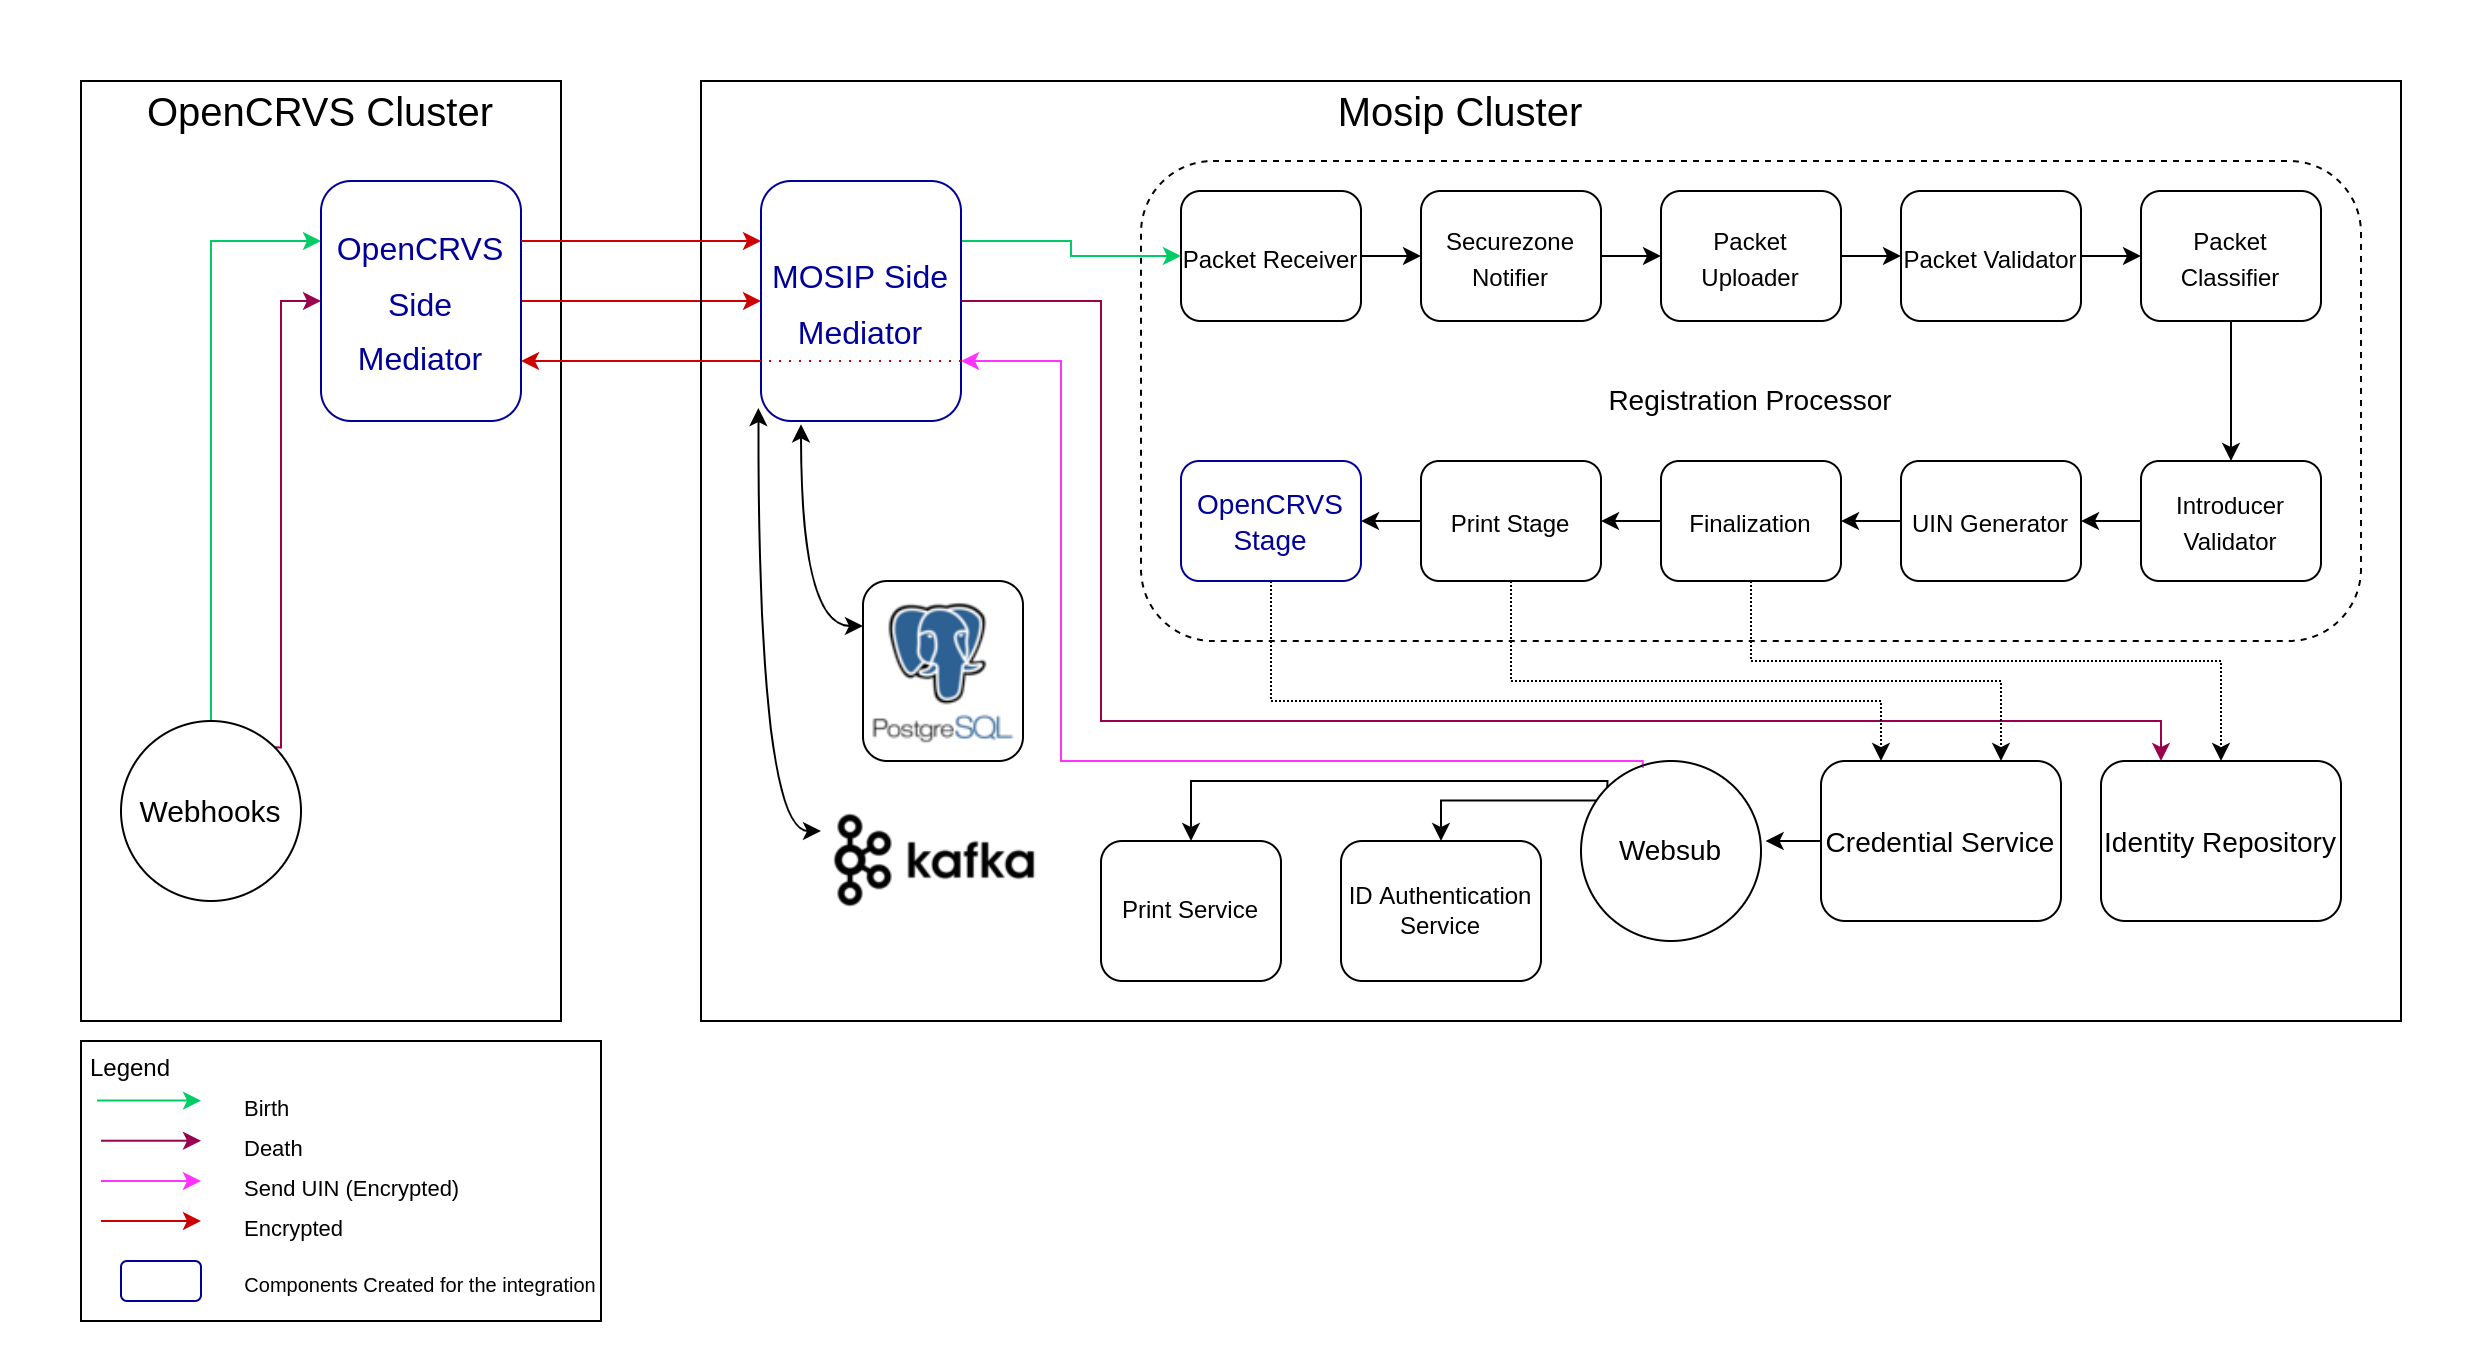 OpenCRVS Cluster
Mosip Cluster
OpenCRVS
Side
Mediator
MOSIP Side
Mediator
Packet Receiver
Securezone
Notifier
Packet
Uploader
Packet Validator
Packet
Classifier
Registration Processor
OpenCRVS
Stage
Print Stage
Finalization
UIN Generator
Introducer
Validator
PostgreSQL
Webhooks
kafka
Print Service
ID Authentication
Service
Websub
Credential Service
Identity Repository
Legend
Birth
Death
Send UIN (Encrypted)
Encrypted
Components Created for the integration